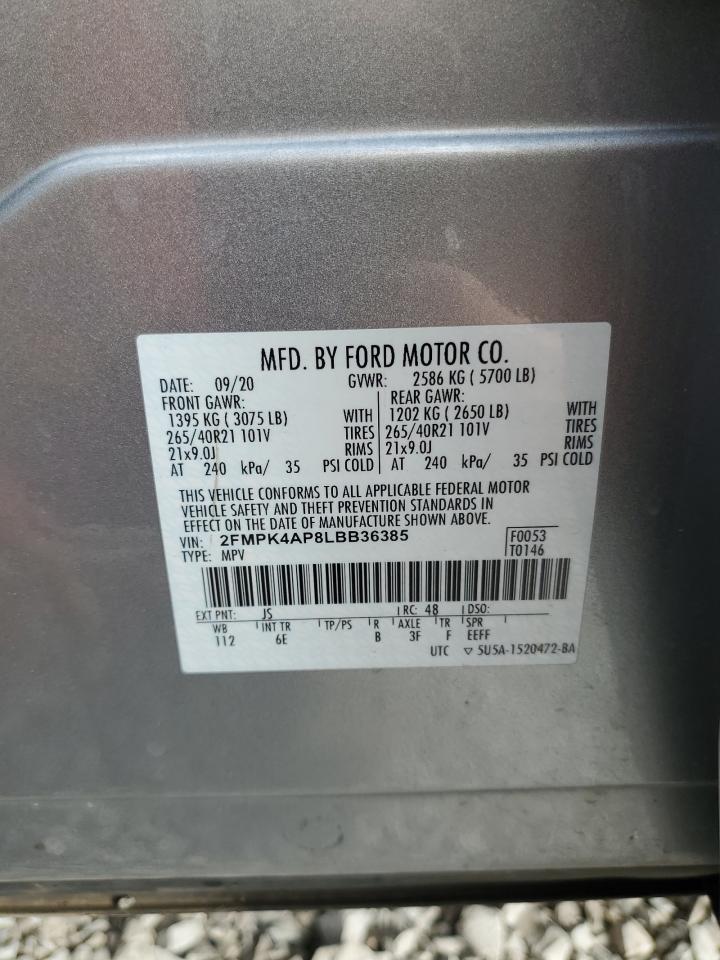 MFD. BY FORD MOTOR CO.
DATE: 09/20 GVWR: 2586 KG ( 5700 LB)
FRONT GAWR: REAR GAWR:
1395 KG ( 3075 LB) WITH 1202 KG ( 2650 LB) WITH
265/40R21 101V TIRES 265/40R21 101V TIRES
21x9.0J RIMS 21x9.0J RIMS
AT 240 kPa/ 35 PSI COLD AT 240 kPa/ 35 PSI COLD
THIS VEHICLE CONFORMS TO ALL APPLICABLE FEDERAL MOTOR
VEHICLE SAFETY AND THEFT PREVENTION STANDARDS IN
EFFECT ON THE DATE OF MANUFACTURE SHOWN ABOVE.
VIN: 2FMPK4AP8LBB36385 F0053
TYPE: MPV T0146
EXT PNT: JS RC: 48 DSO:
WB INT TR TP/PS R AXLE TR SPR
112 6E B 3F F EEFF
UTC ▽ 5U5A-1520472-BA